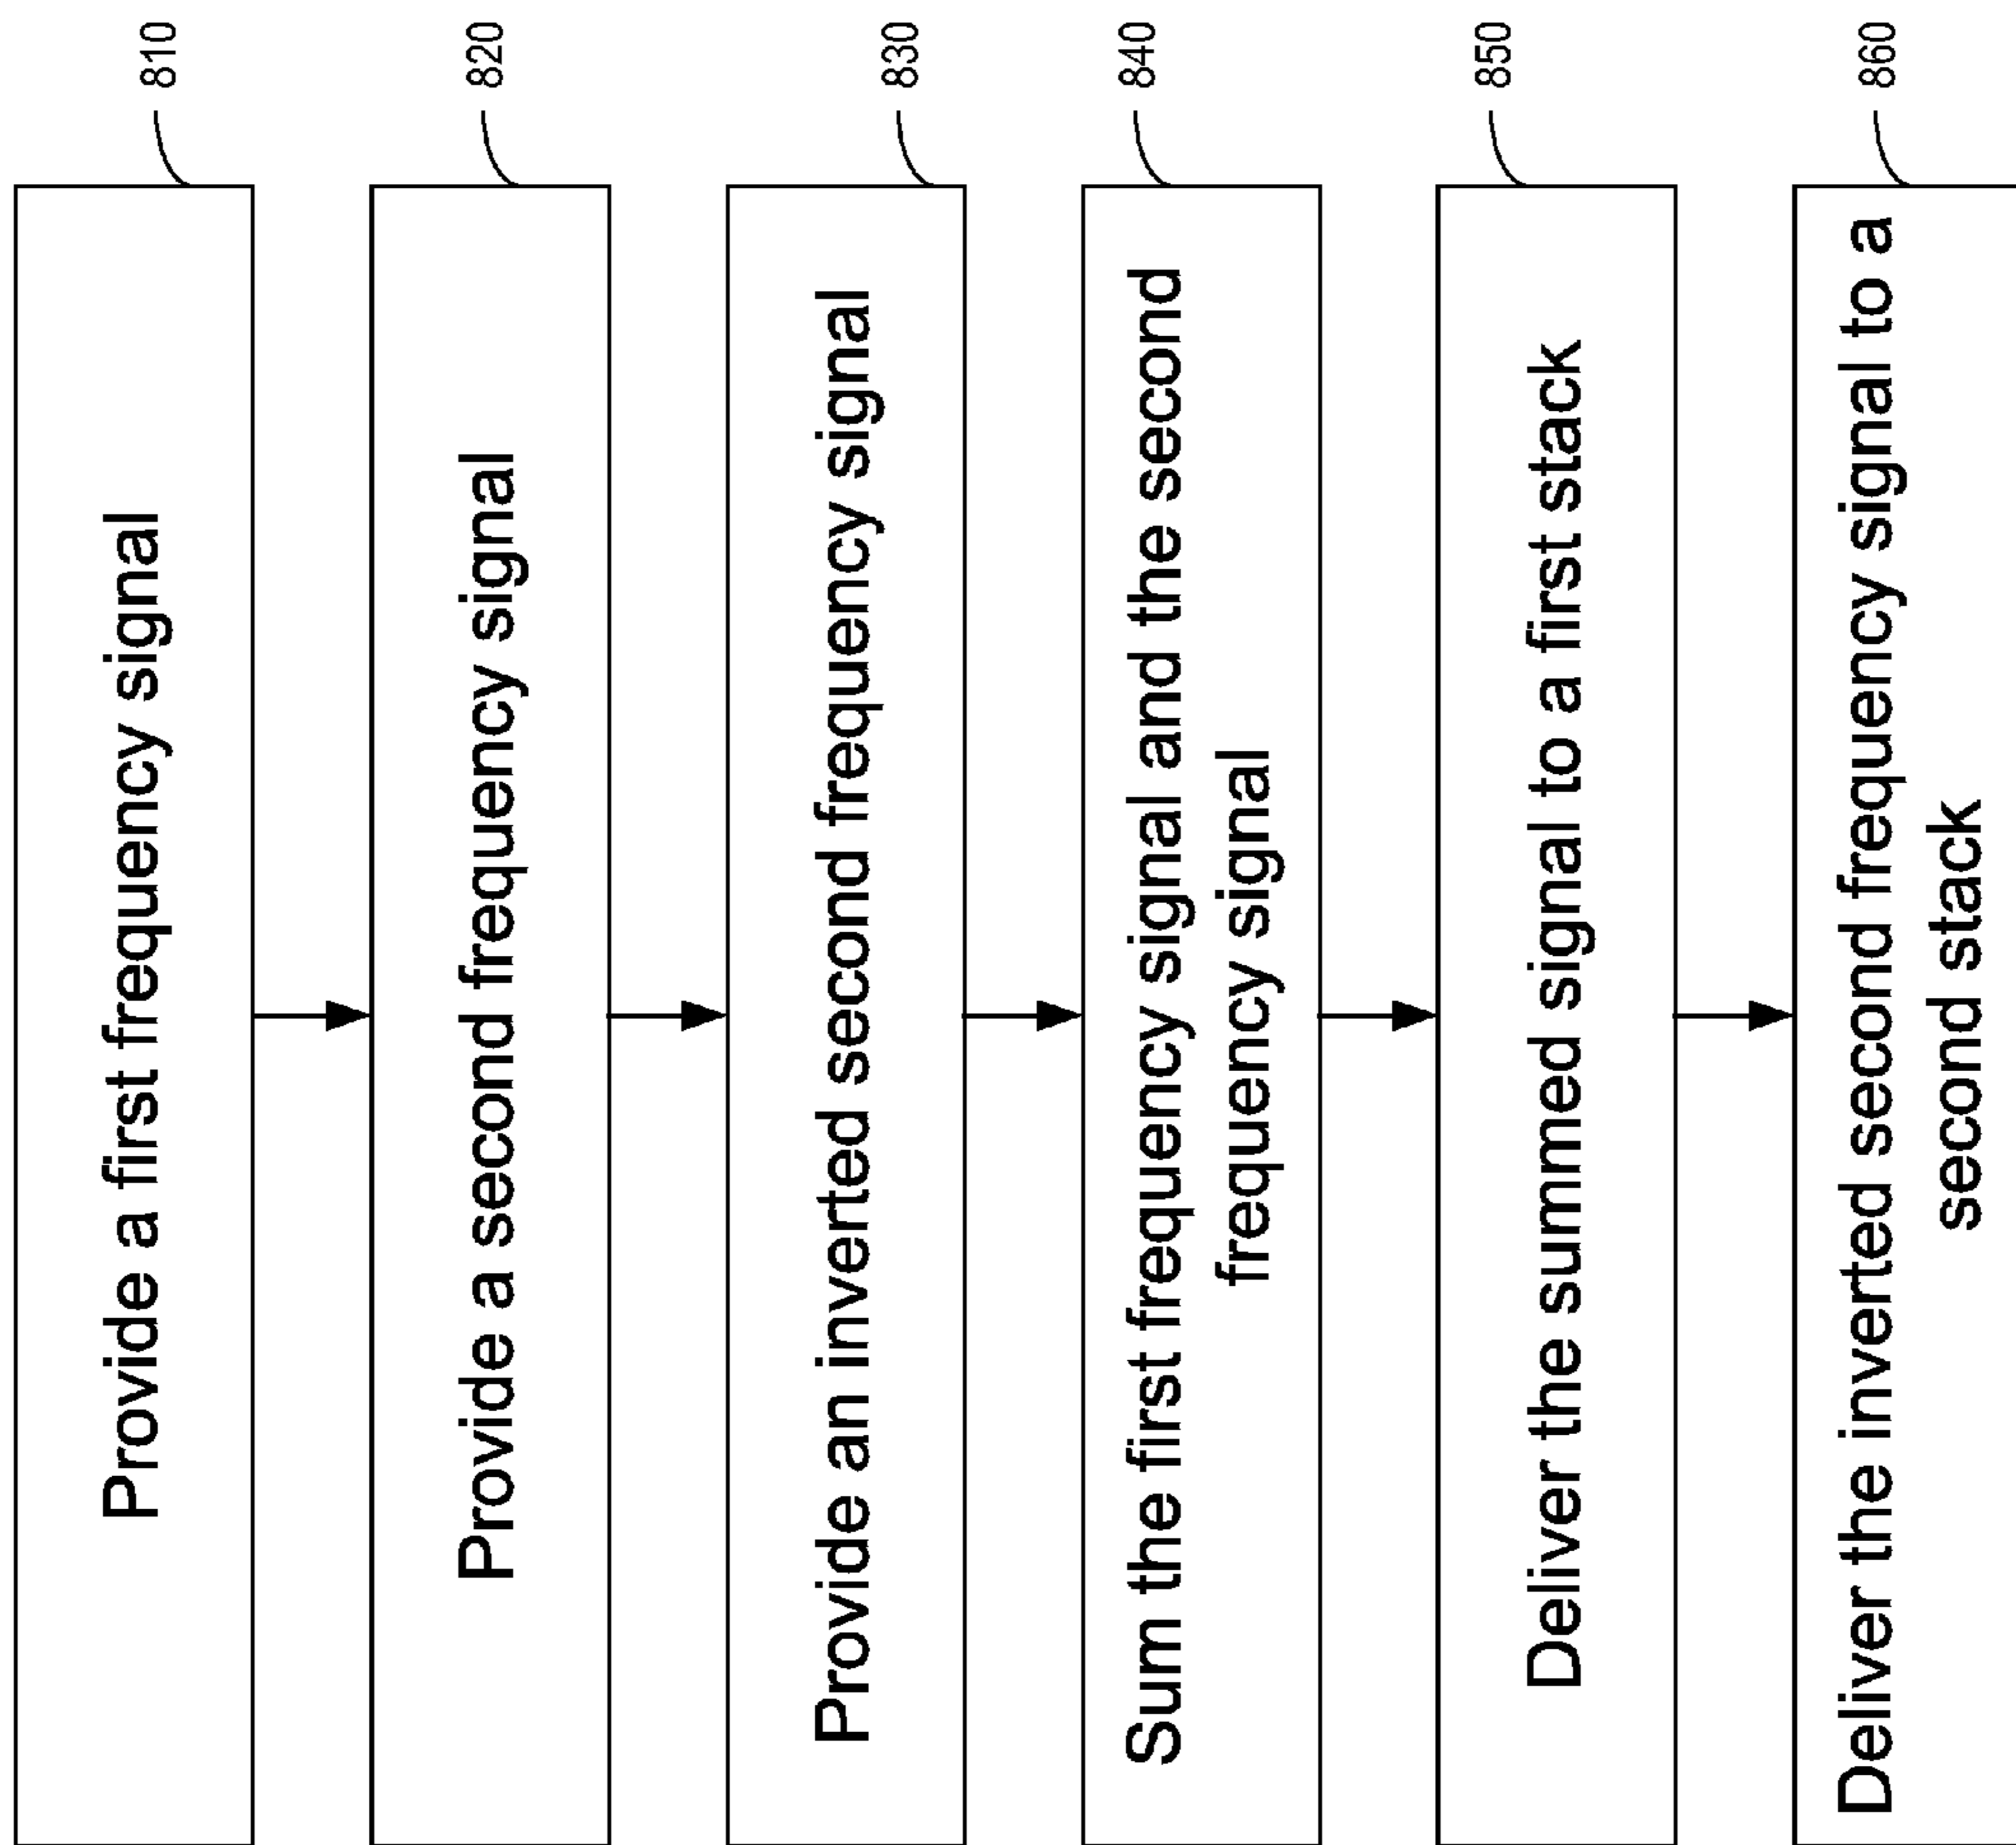 810
Provide a first frequency signal
820
Provide a second frequency signal
830
Provide an inverted second frequency signal
840
Sum the first frequency signal and the second
frequency signal
850
Deliver the summed signal to a first stack
860
Deliver the inverted second frequency signal to a
second stack